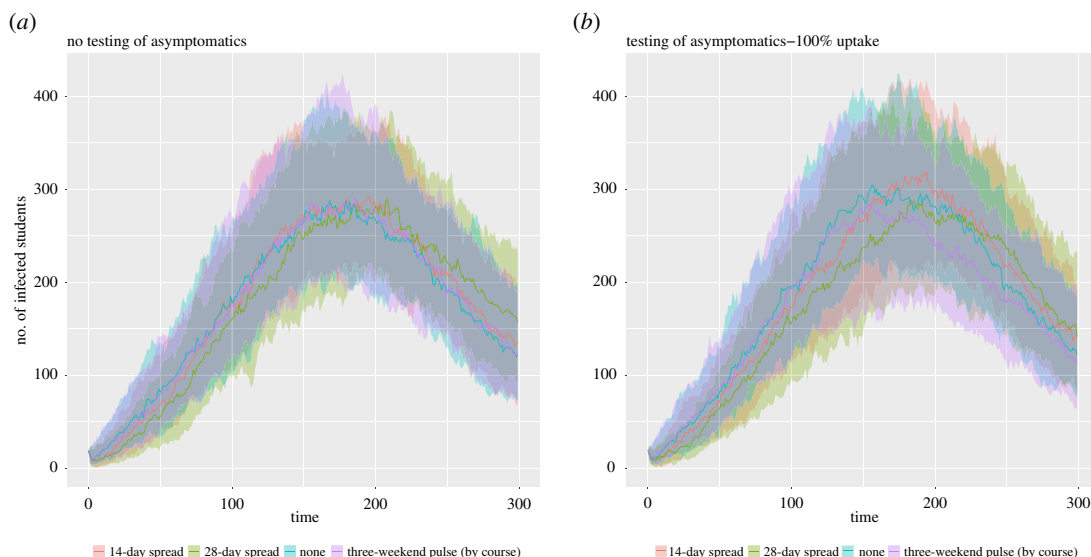 (a)
no testing of asymptomatics
400
300
200
100
0
no. of infected students
0 100 200 300
time
14-day spread 28-day spread none three-weekend pulse (by course)
(b)
testing of asymptomatics–100% uptake
400
300
200
100
0
0 100 200 300
time
14-day spread 28-day spread none three-weekend pulse (by course)